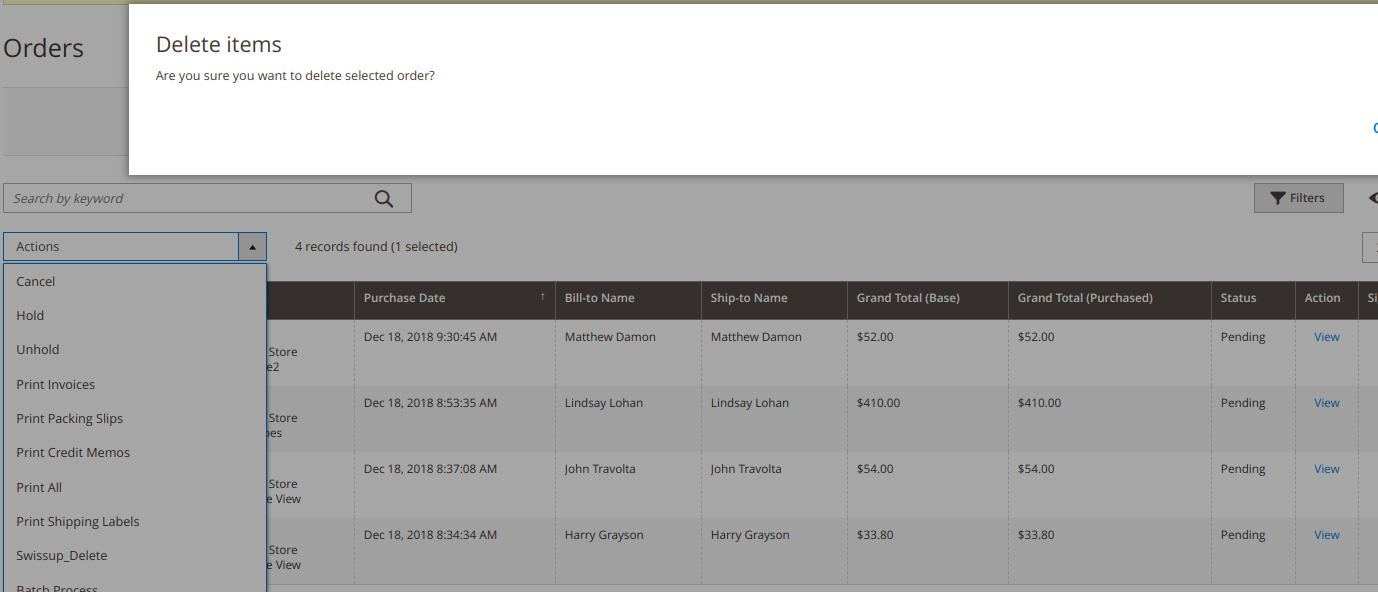 Orders
Delete items
Are you sure you want to delete selected order?
Search by keyword
Filters
Actions
4 records found (1 selected)
Cancel
Hold
Unhold
Print Invoices
Print Packing Slips
Print Credit Memos
Print All
Print Shipping Labels
Swissup_Delete
Batch Process
Purchase Date ↑ Bill-to Name Ship-to Name Grand Total (Base) Grand Total (Purchased) Status Action
Dec 18, 2018 9:30:45 AM Matthew Damon Matthew Damon $52.00 $52.00 Pending View
Store
e2
Dec 18, 2018 8:53:35 AM Lindsay Lohan Lindsay Lohan $410.00 $410.00 Pending View
Store
Dec 18, 2018 8:37:08 AM John Travolta John Travolta $54.00 $54.00 Pending View
Store
e View
Dec 18, 2018 8:34:34 AM Harry Grayson Harry Grayson $33.80 $33.80 Pending View
Store
e View